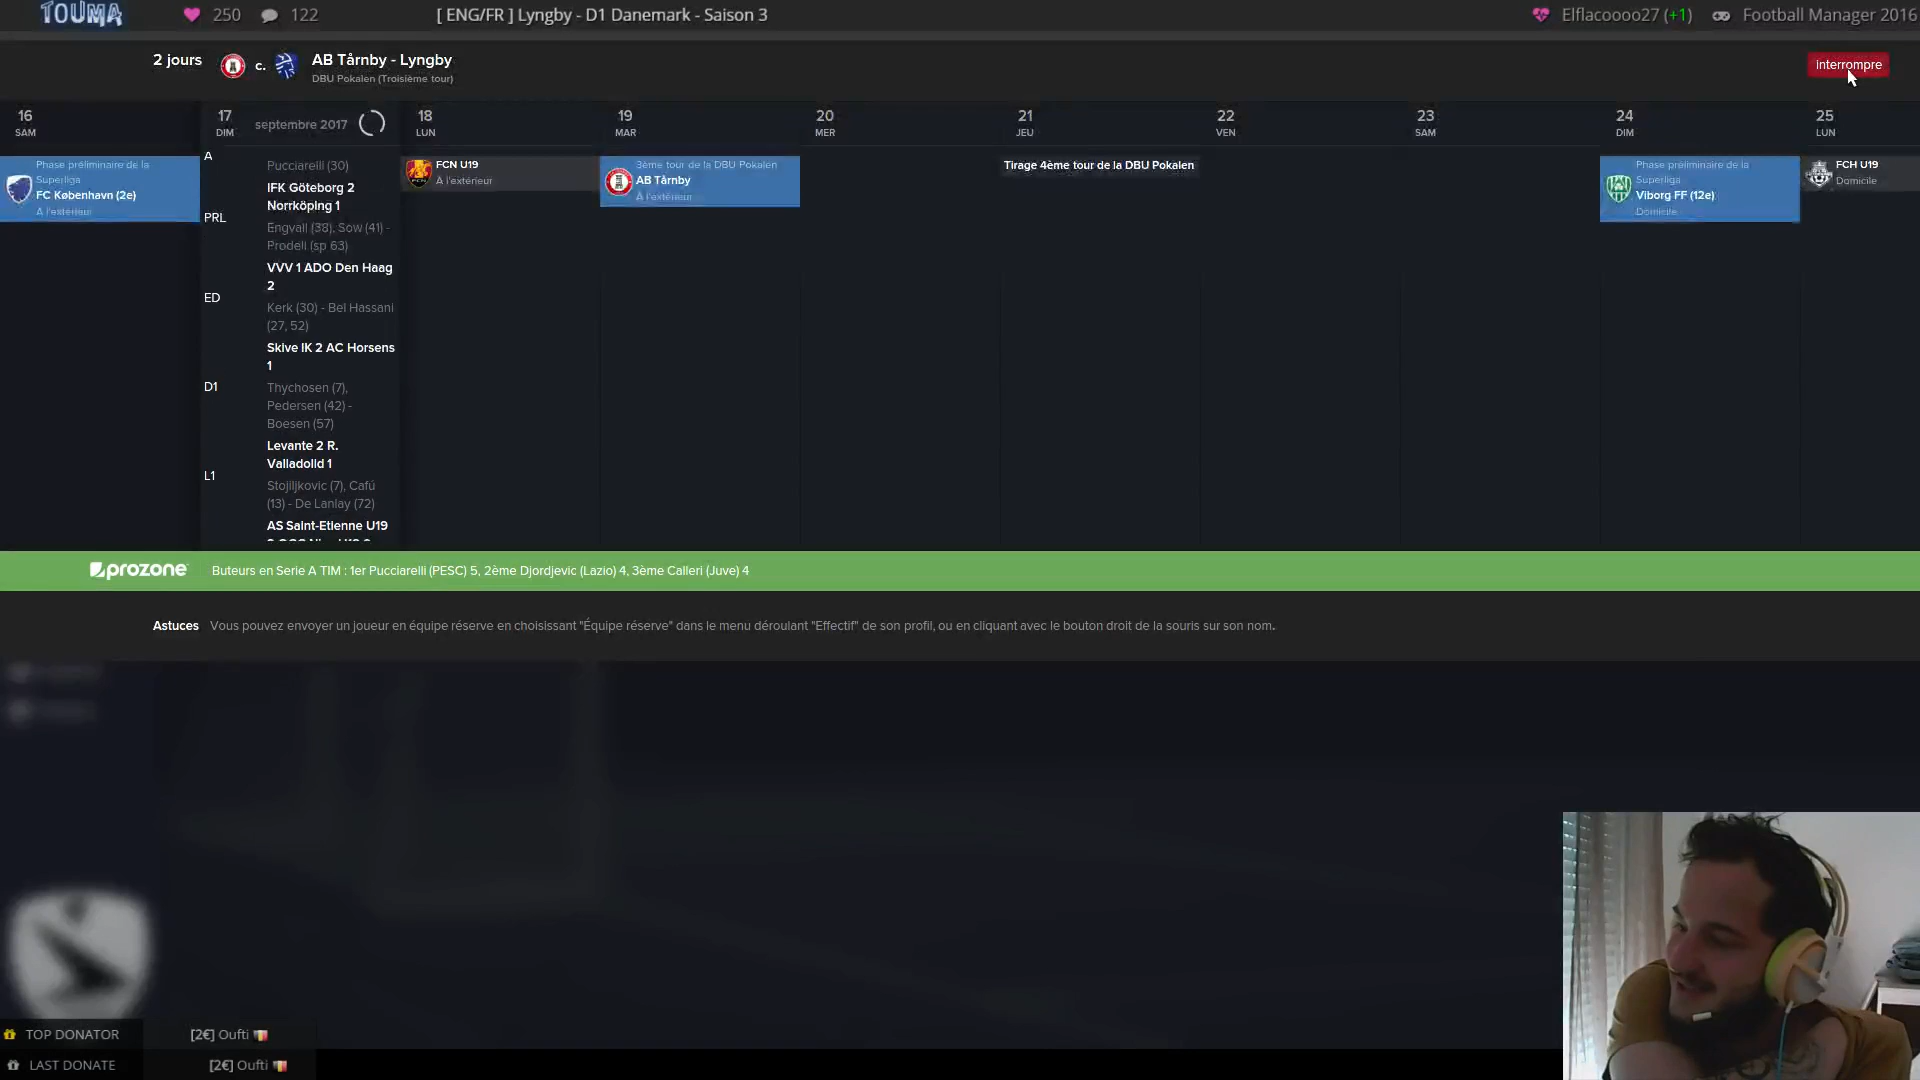 TOUMA
250
122
[ ENG/FR ] Lyngby - D1 Danemark - Saison 3
Elflacoooo27 (+1)
Football Manager 2016
2 jours
c.
AB Tårnby - Lyngby
DBU Pokalen (Troisième tour)
Interrompre
16
SAM
17
DIM
septembre 2017
18
LUN
19
MAR
20
MER
21
JEU
22
VEN
23
SAM
24
DIM
25
LUN
Phase préliminaire de la
Superliga
FC København (2e)
À l'extérieur
A
Pucciarelli (30)
IFK Göteborg 2
Norrköping 1
PRL
Engvall (38), Sow (41) -
Prodell (sp 63)
VVV 1 ADO Den Haag
2
ED
Kerk (30) - Bel Hassani
(27, 52)
Skive IK 2 AC Horsens
1
D1
Thychosen (7),
Pedersen (42) -
Boesen (57)
Levante 2 R.
Valladolid 1
L1
Stojiljkovic (7), Cafú
(13) - De Lanlay (72)
AS Saint-Etienne U19
FCN U19
À l'extérieur
3ème tour de la DBU Pokalen
AB Tårnby
À l'extérieur
Tirage 4ème tour de la DBU Pokalen
Phase préliminaire de la
Superliga
Viborg FF (12e)
Domicile
FCH U19
Domicile
prozone
Buteurs en Serie A TIM : 1er Pucciarelli (PESC) 5, 2ème Djordjevic (Lazio) 4, 3ème Calleri (Juve) 4
Astuces
Vous pouvez envoyer un joueur en équipe réserve en choisissant "Équipe réserve" dans le menu déroulant "Effectif" de son profil, ou en cliquant avec le bouton droit de la souris sur son nom.
TOP DONATOR
[2€] Oufti
LAST DONATE
[2€] Oufti